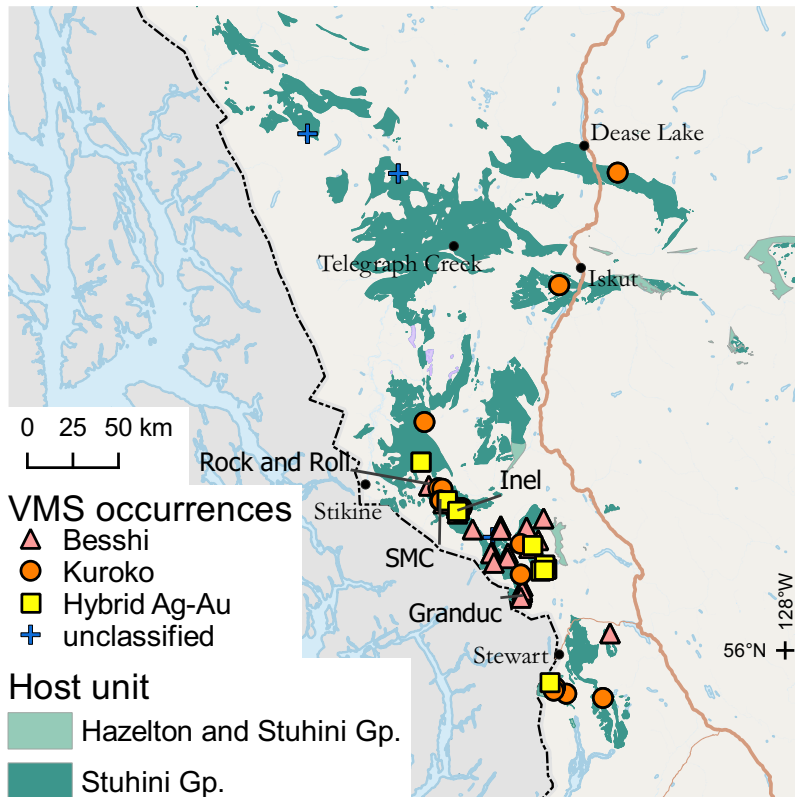 Dease Lake
Telegraph Creek
Iskut
0 25 50 km
Rock and Roll
Inel
Stikine
VMS occurrences
Besshi
SMC
Kuroko
Hybrid Ag-Au
Granduc
unclassified
128°W
56°N
Stewart
Host unit
Hazelton and Stuhini Gp.
Stuhini Gp.